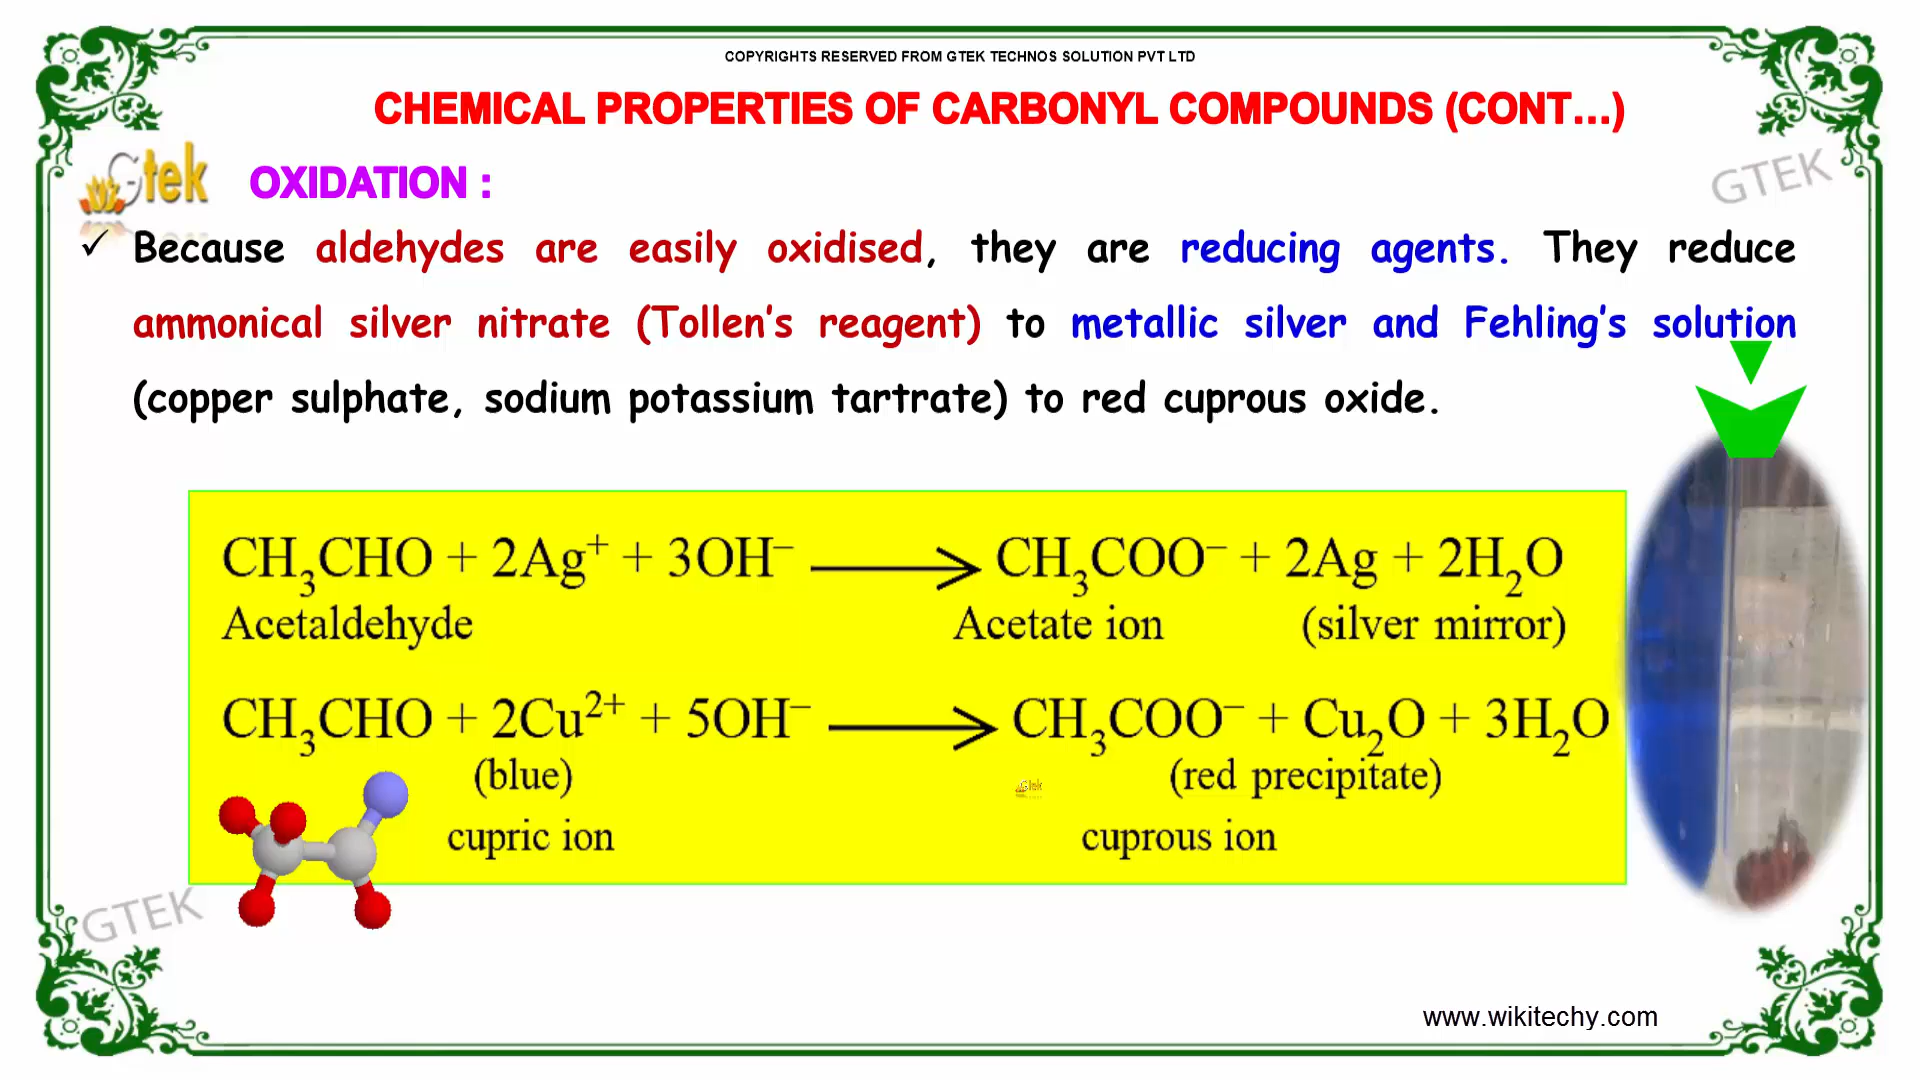 COPYRIGHTS RESERVED FROM GTEK TECHNOS SOLUTION PVT LTD
CHEMICAL PROPERTIES OF CARBONYL COMPOUNDS (CONT...)
Gtek
GTEK
OXIDATION :
✓ Because aldehydes are easily oxidised, they are reducing agents. They reduce
ammonical silver nitrate (Tollen's reagent) to metallic silver and Fehling's solution
(copper sulphate, sodium potassium tartrate) to red cuprous oxide.
CH₃CHO + 2Ag⁺ + 3OH⁻ ⟶ CH₃COO⁻ + 2Ag + 2H₂O
Acetaldehyde Acetate ion (silver mirror)
CH₃CHO + 2Cu²⁺ + 5OH⁻ ⟶ CH₃COO⁻ + Cu₂O + 3H₂O
(blue) (red precipitate)
Gtek
cupric ion cuprous ion
GTEK
www.wikitechy.com